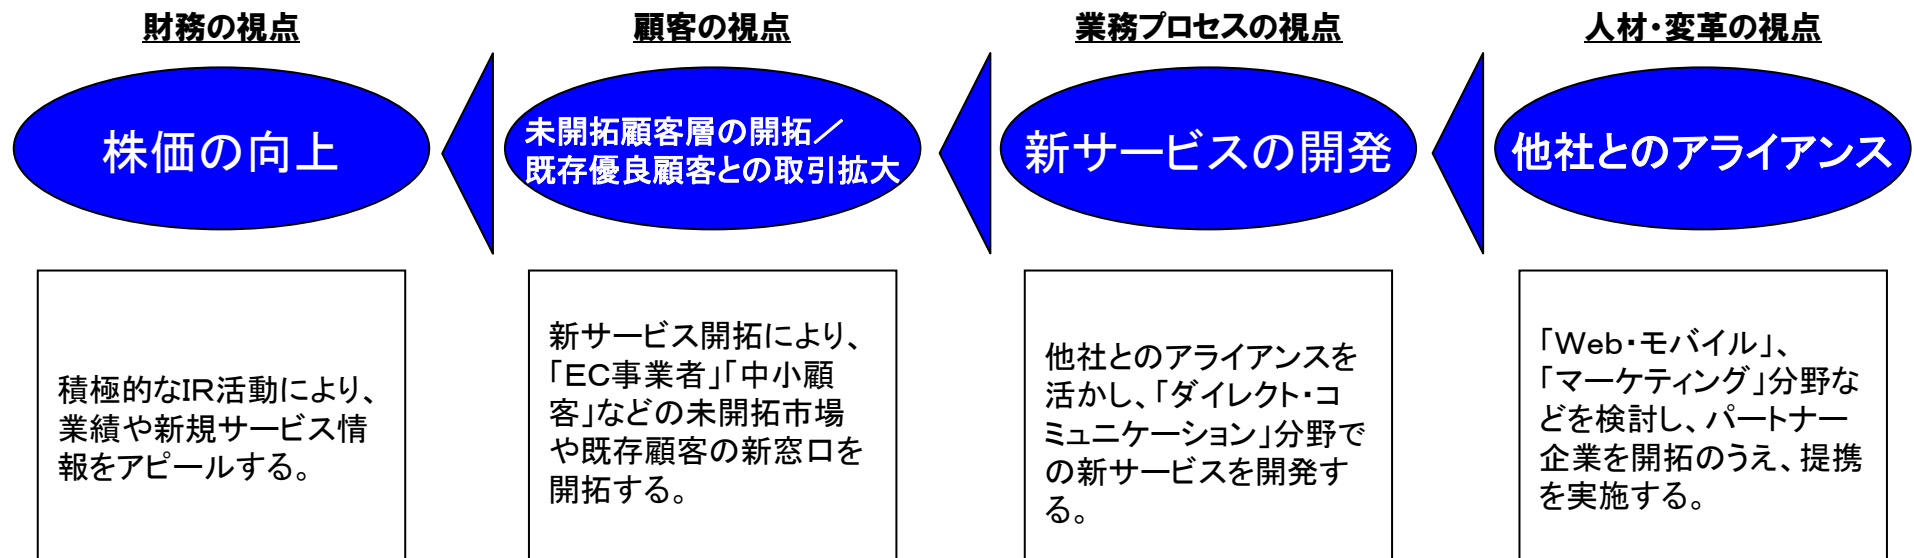 財務の視点
顧客の視点
業務プロセスの視点
人材・変革の視点
株価の向上
未開拓顧客層の開拓／
既存優良顧客との取引拡大
新サービスの開発
他社とのアライアンス
積極的なIR活動により、
業績や新規サービス情
報をアピールする。
新サービス開拓により、
「EC事業者」「中小顧
客」などの未開拓市場
や既存顧客の新窓口を
開拓する。
他社とのアライアンスを
活かし、「ダイレクト・コ
ミュニケーション」分野で
の新サービスを開発す
る。
「Web・モバイル」、
「マーケティング」分野な
どを検討し、パートナー
企業を開拓のうえ、提携
を実施する。